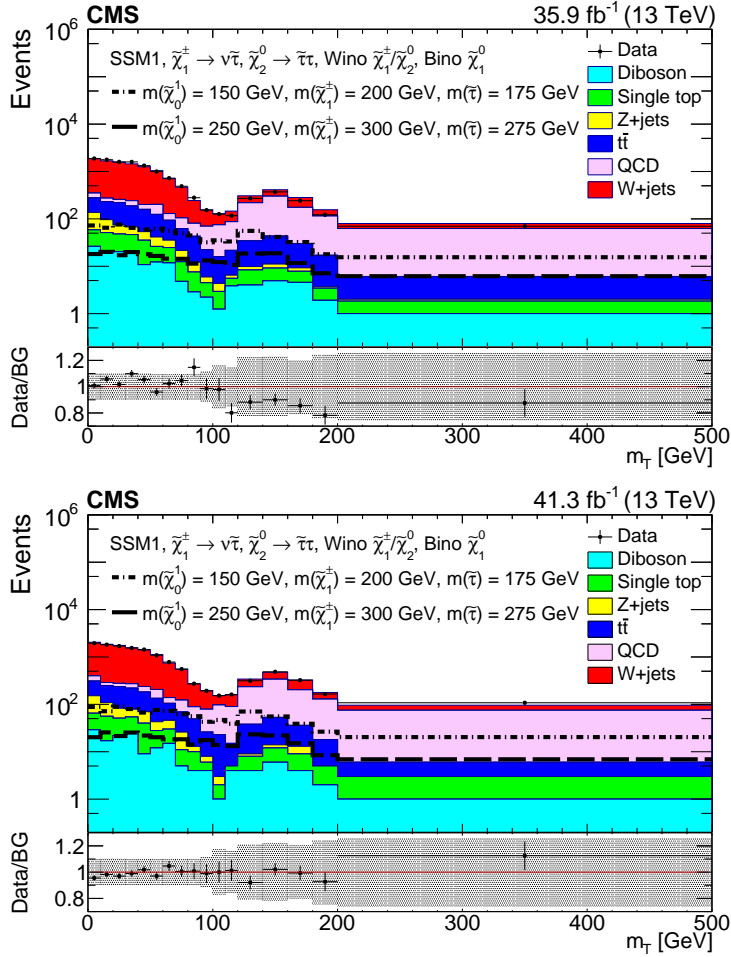 CMS 35.9 fb⁻¹ (13 TeV)
Events
10⁶
10⁴
10²
1
SSM1, χ̃₁± → ντ̃, χ̃₂⁰ → τ̃τ, Wino χ̃₁±/χ̃₂⁰, Bino χ̃₁⁰
m(χ̃₀¹) = 150 GeV, m(χ̃₁±) = 200 GeV, m(τ̃) = 175 GeV
m(χ̃₀¹) = 250 GeV, m(χ̃₁±) = 300 GeV, m(τ̃) = 275 GeV
Data
Diboson
Single top
Z+jets
tt̄
QCD
W+jets
Data/BG
1.2
1
0.8
0 100 200 300 400 500
m_T [GeV]
CMS 41.3 fb⁻¹ (13 TeV)
Events
10⁶
10⁴
10²
1
SSM1, χ̃₁± → ντ̃, χ̃₂⁰ → τ̃τ, Wino χ̃₁±/χ̃₂⁰, Bino χ̃₁⁰
m(χ̃₀¹) = 150 GeV, m(χ̃₁±) = 200 GeV, m(τ̃) = 175 GeV
m(χ̃₀¹) = 250 GeV, m(χ̃₁±) = 300 GeV, m(τ̃) = 275 GeV
Data
Diboson
Single top
Z+jets
tt̄
QCD
W+jets
Data/BG
1.2
1
0.8
0 100 200 300 400 500
m_T [GeV]